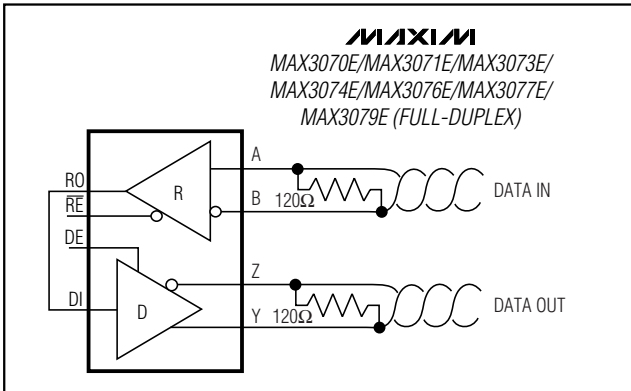 MAXIM
MAX3070E/MAX3071E/MAX3073E/
MAX3074E/MAX3076E/MAX3077E/
MAX3079E (FULL-DUPLEX)
A
RO
R
DATA IN
RE
B
120Ω
DE
Z
DI
D
DATA OUT
Y
120Ω